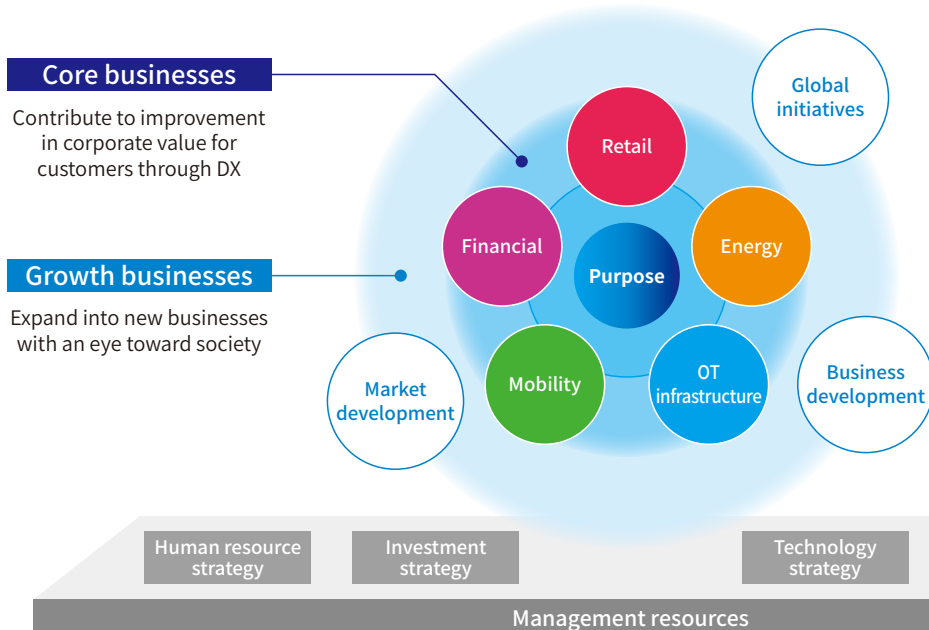 Core businesses
Contribute to improvement
in corporate value for
customers through DX
Growth businesses
Expand into new businesses
with an eye toward society
Global
initiatives
Retail
Financial
Energy
Purpose
Mobility
OT
infrastructure
Market
development
Business
development
Human resource
strategy
Investment
strategy
Technology
strategy
Management resources